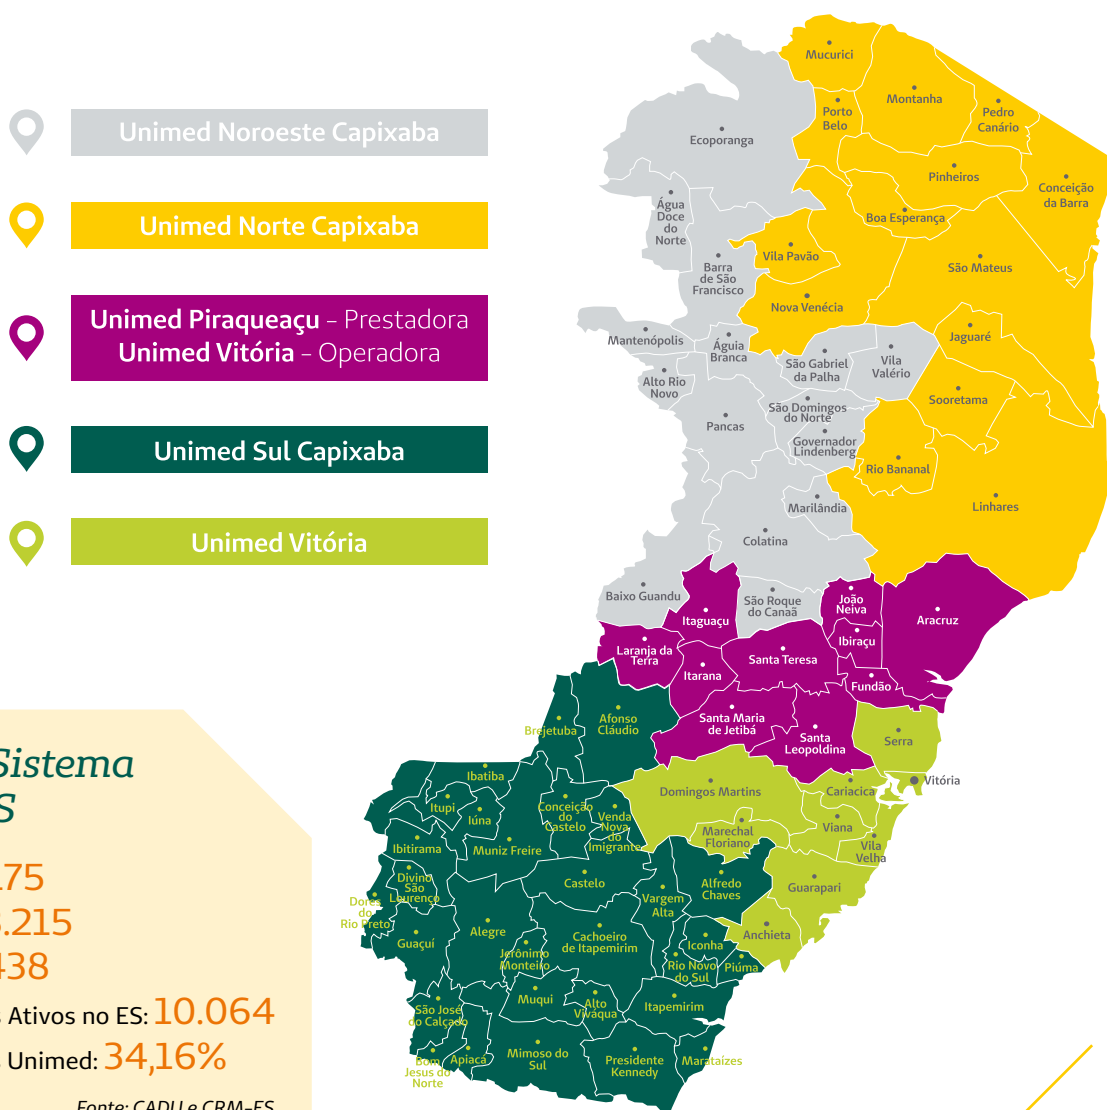 Unimed Noroeste Capixaba
Unimed Norte Capixaba
Unimed Piraqueaçu – Prestadora
Unimed Vitória – Operadora
Unimed Sul Capixaba
Unimed Vitória
Mucurici
Montanha
Porto
Belo
Pedro
Canário
Ecoporanga
Pinheiros
Conceição
da Barra
Água
Doce
do
Norte
Boa Esperança
Vila Pavão
Barra
de São
Francisco
São Mateus
Nova Venécia
Mantenópolis
Águia
Branca
Jaguaré
São Gabriel
da Palha
Vila
Valério
Alto Rio
Novo
Sooretama
São Domingos
do Norte
Pancas
Governador
Lindenberg
Rio Bananal
Marilândia
Linhares
Colatina
Baixo Guandu
São Roque
do Canaã
João
Neiva
Itaguaçu
Aracruz
Ibiraçu
Laranja da
Terra
Santa Teresa
Itarana
Fundão
Santa Maria
de Jetibá
Santa
Leopoldina
Brejetuba
Afonso
Cláudio
Serra
Ibatiba
Domingos Martins
Cariacica
Vitória
Itupi
Iúna
Conceição
do
Castelo
Venda
Nova
do
Imigrante
Marechal
Floriano
Viana
Vila
Velha
Ibitirama
Muniz Freire
Divino
São
Lourenço
Castelo
Alfredo
Chaves
Guarapari
Dores
do
Rio Preto
Vargem
Alta
Guaçuí
Alegre
Cachoeiro
de Itapemirim
Anchieta
Jerônimo
Monteiro
Iconha
Rio Novo
do Sul
Piúma
São José
do Calçado
Muqui
Alto
Viváqua
Itapemirim
Bom
Jesus do
Norte
Apiacá
Mimoso do
Sul
Presidente
Kennedy
Marataízes
Sistema
S
175
.215
438
s Ativos no ES: 10.064
s Unimed: 34,16%
Fonte: CADU e CRM-ES